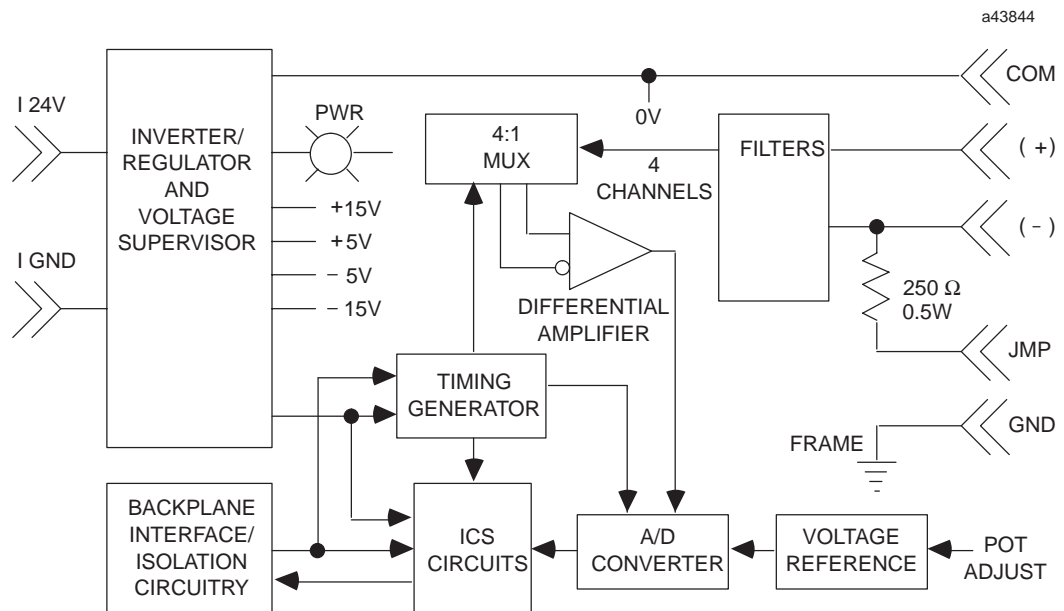 a43844
COM
I 24V
INVERTER/
REGULATOR
AND
VOLTAGE
SUPERVISOR
PWR
0V
4:1
MUX
4
CHANNELS
FILTERS
( + )
( - )
+15V
+5V
- 5V
- 15V
I GND
DIFFERENTIAL
AMPLIFIER
250 Ω
0.5W
JMP
TIMING
GENERATOR
GND
FRAME
BACKPLANE
INTERFACE/
ISOLATION
CIRCUITRY
ICS
CIRCUITS
A/D
CONVERTER
VOLTAGE
REFERENCE
POT
ADJUST